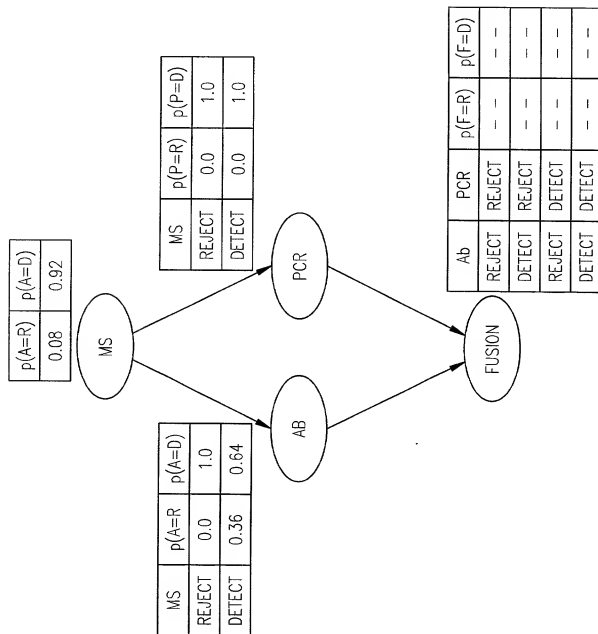 p(A=R) p(A=D)
0.08 0.92
MS
MS p(A=R p(A=D)
REJECT 0.0 1.0
DETECT 0.36 0.64
MS p(P=R) p(P=D)
REJECT 0.0 1.0
DETECT 0.0 1.0
AB
PCR
FUSION
Ab PCR p(F=R) p(F=D)
REJECT REJECT -- --
DETECT REJECT -- --
REJECT DETECT -- --
DETECT DETECT -- --